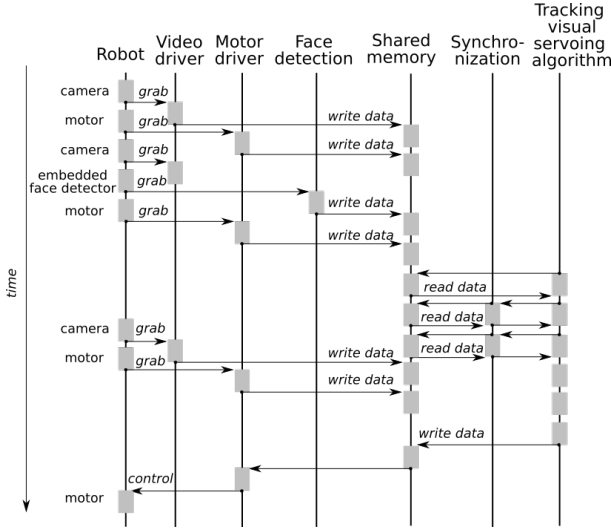 Robot
Video
driver
Motor
driver
Face
detection
Shared
memory
Synchro-
nization
Tracking
visual
servoing
algorithm
time
camera
grab
motor
grab
write data
camera
grab
write data
embedded
face detector
grab
motor
grab
write data
write data
read data
camera
grab
read data
motor
grab
write data
read data
write data
write data
control
motor